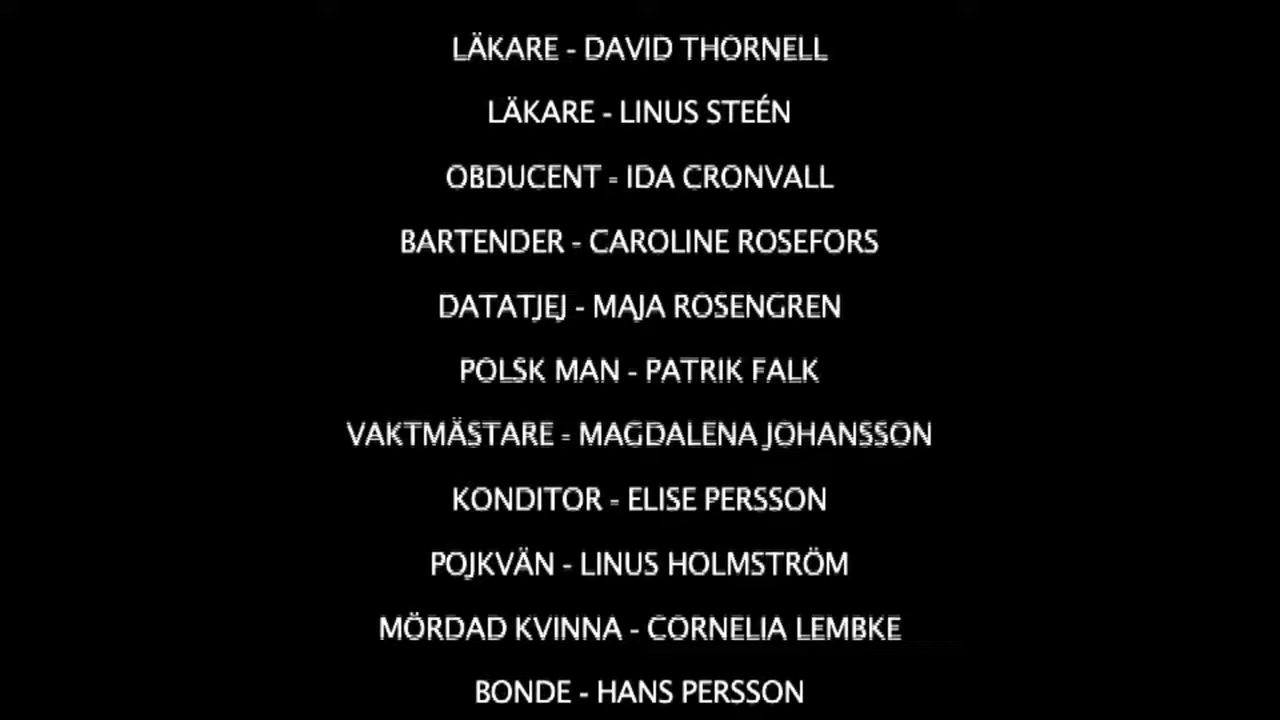 LÄKARE - DAVID THORNELL
LÄKARE - LINUS STEÉN
OBDUCENT - IDA CRONVALL
BARTENDER - CAROLINE ROSEFORS
DATATJEJ - MAJA ROSENGREN
POLSK MAN - PATRIK FALK
VAKTMÄSTARE - MAGDALENA JOHANSSON
KONDITOR - ELISE PERSSON
POJKVÄN - LINUS HOLMSTRÖM
MÖRDAD KVINNA - CORNELIA LEMBKE
BONDE - HANS PERSSON